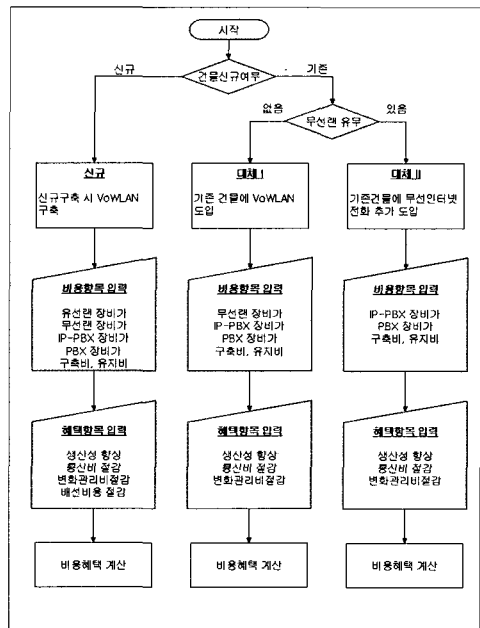 시작
신규
건물신규여부
기존
없음
무선랜 유무
있음
신규
신규구축 시 VoWLAN
구축
대체 I
기존 건물에 VoWLAN
도입
대체 II
기존건물에 무선인터넷
전화 추가 도입
비용항목 입력
유선랜 장비가
무선랜 장비가
IP-PBX 장비가
PBX 장비가
구축비, 유지비
비용항목 입력
무선랜 장비가
IP-PBX 장비가
PBX 장비가
구축비, 유지비
비용항목 입력
IP-PBX 장비가
PBX 장비가
구축비, 유지비
혜택항목 입력
생산성 향상
통신비 절감
변화관리비절감
배선비용 절감
혜택항목 입력
생산성 향상
통신비 절감
변화관리비절감
혜택항목 입력
생산성 향상
통신비 절감
변화관리비절감
비용혜택 계산
비용혜택 계산
비용혜택 계산